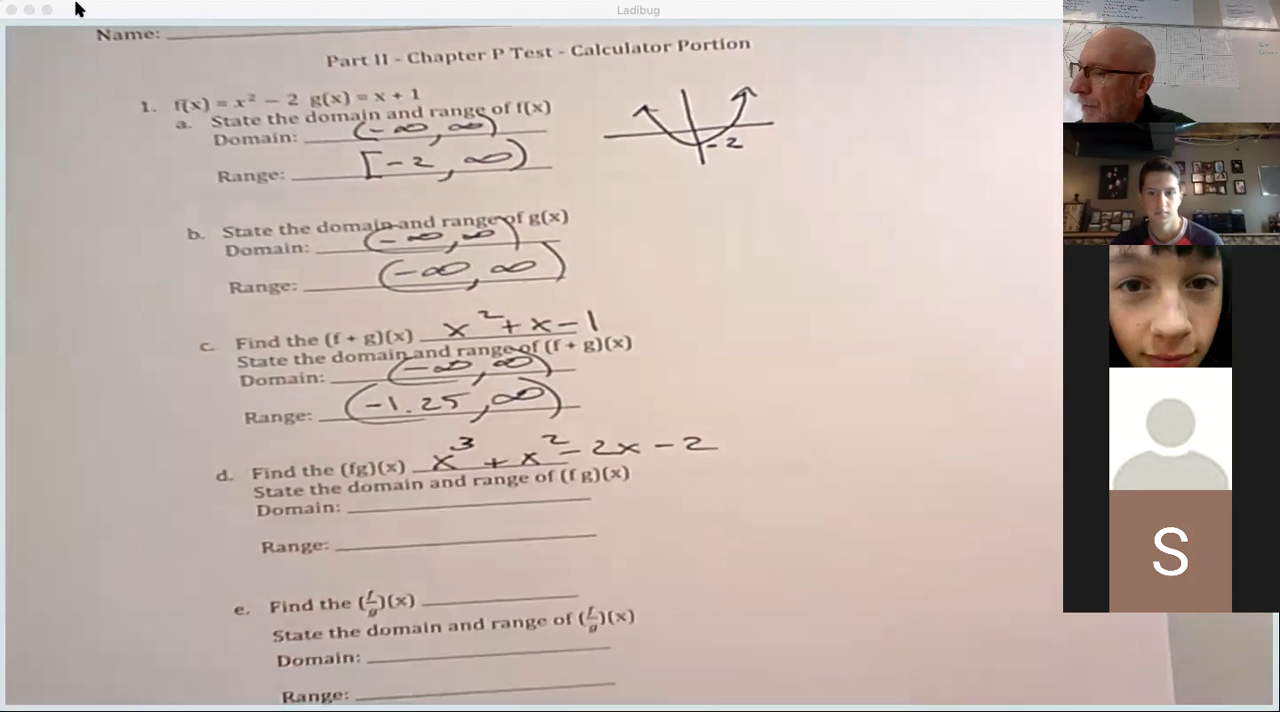 Ladibug
Name:
Part II - Chapter P Test - Calculator Portion
1. f(x) = x² − 2 g(x) = x + 1
a. State the domain and range of f(x)
Domain: (-∞, ∞)
Range: [-2, ∞)
-2
b. State the domain and range of g(x)
Domain: (-∞, ∞)
Range: (-∞, ∞)
c. Find the (f + g)(x) x² + x - 1
State the domain and range of (f + g)(x)
Domain: (-∞, ∞)
Range: (-1.25, ∞)
d. Find the (fg)(x) x³ + x² - 2x - 2
State the domain and range of (f g)(x)
Domain:
Range:
e. Find the (f/g)(x)
State the domain and range of (f/g)(x)
Domain:
Range:
S